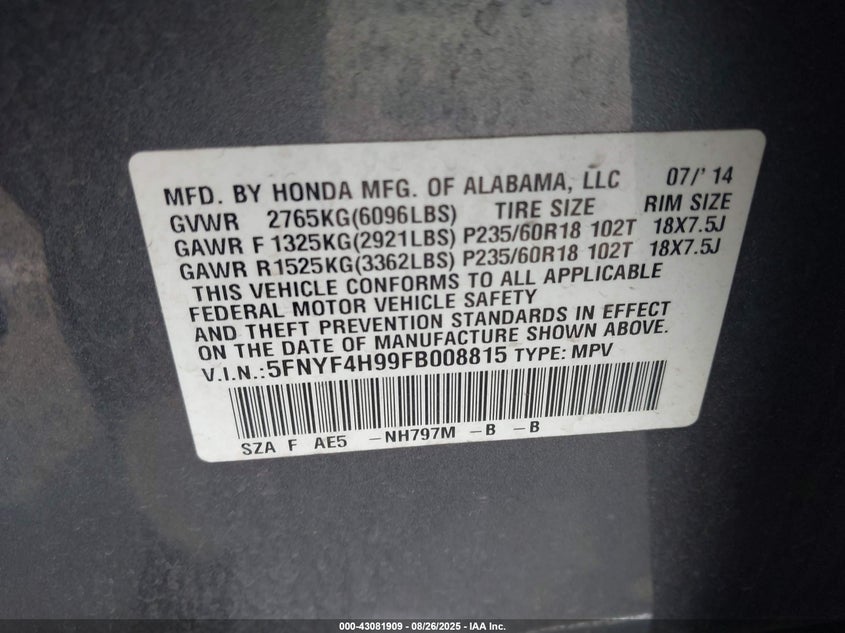 MFD. BY HONDA MFG. OF ALABAMA, LLC 07/' 14
GVWR 2765KG(6096LBS) TIRE SIZE RIM SIZE
GAWR F 1325KG(2921LBS) P235/60R18 102T 18X7.5J
GAWR R1525KG(3362LBS) P235/60R18 102T 18X7.5J
THIS VEHICLE CONFORMS TO ALL APPLICABLE
FEDERAL MOTOR VEHICLE SAFETY
AND THEFT PREVENTION STANDARDS IN EFFECT
ON THE DATE OF MANUFACTURE SHOWN ABOVE.
V.I.N.:5FNYF4H99FB008815 TYPE: MPV
SZA F AE5 -NH797M -B -B
000-43081909 - 08/26/2025 - IAA Inc.